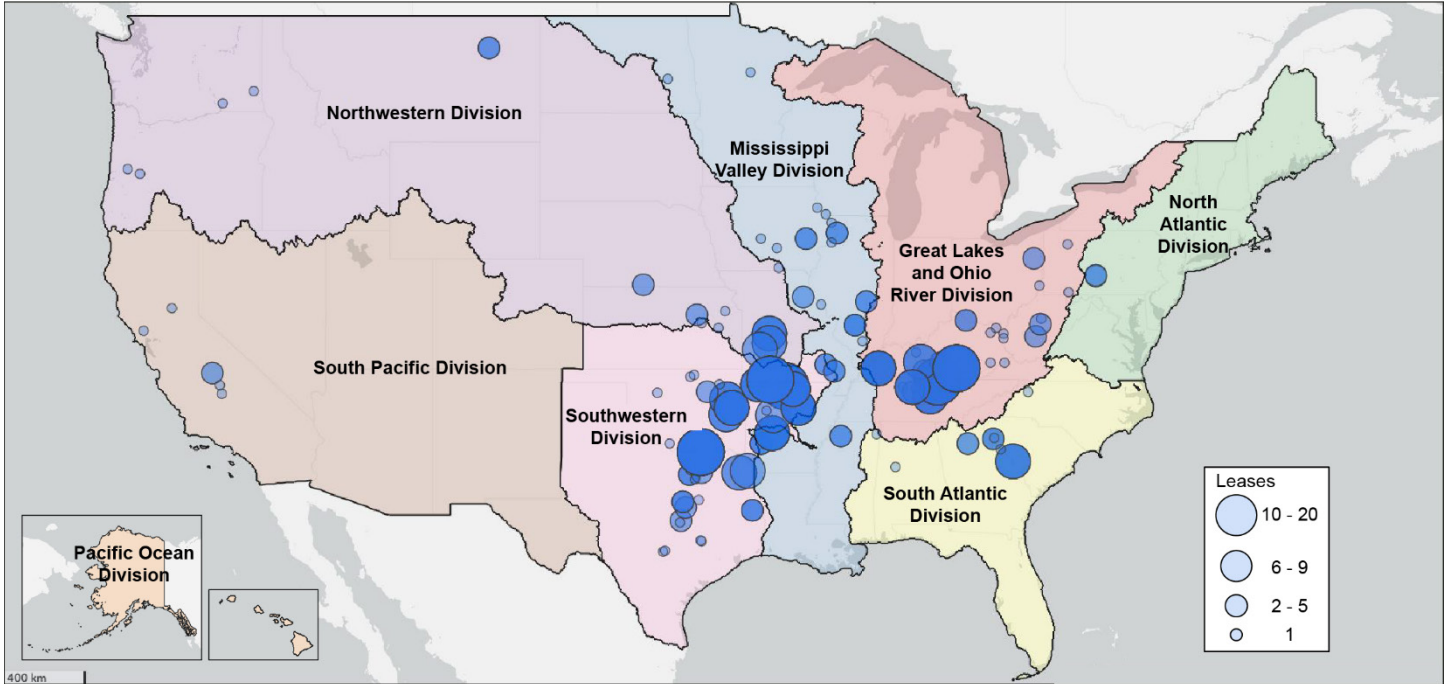 Northwestern Division
Mississippi
Valley Division
North
Atlantic
Division
Great Lakes
and Ohio
River Division
South Pacific Division
Southwestern
Division
South Atlantic
Division
Pacific Ocean
Division
Leases
10 - 20
6 - 9
2 - 5
1
400 km